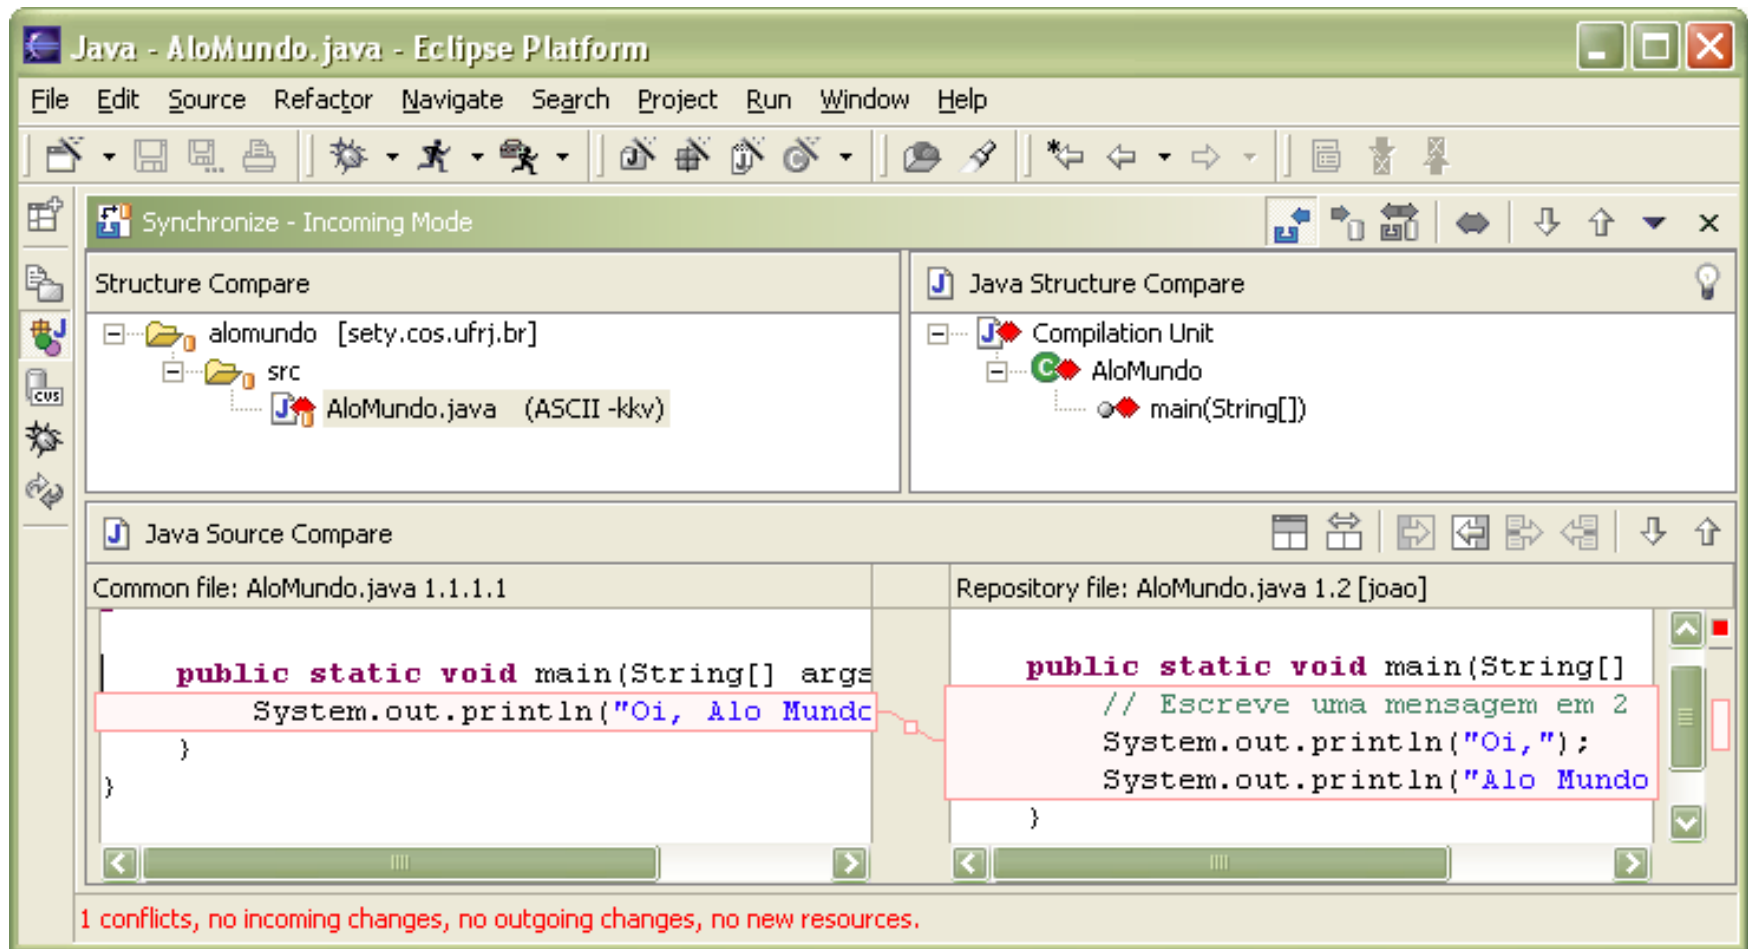 Java - AloMundo.java - Eclipse Platform
File Edit Source Refactor Navigate Search Project Run Window Help
Synchronize - Incoming Mode
Structure Compare
Java Structure Compare
alomundo [sety.cos.ufrj.br]
src
AloMundo.java (ASCII -kkv)
Compilation Unit
AloMundo
main(String[])
CVS
Java Source Compare
Common file: AloMundo.java 1.1.1.1
Repository file: AloMundo.java 1.2 [joao]
public static void main(String[] args
System.out.println("Oi, Alo Mundo
}
}
public static void main(String[]
// Escreve uma mensagem em 2
System.out.println("Oi,");
System.out.println("Alo Mundo
}
1 conflicts, no incoming changes, no outgoing changes, no new resources.